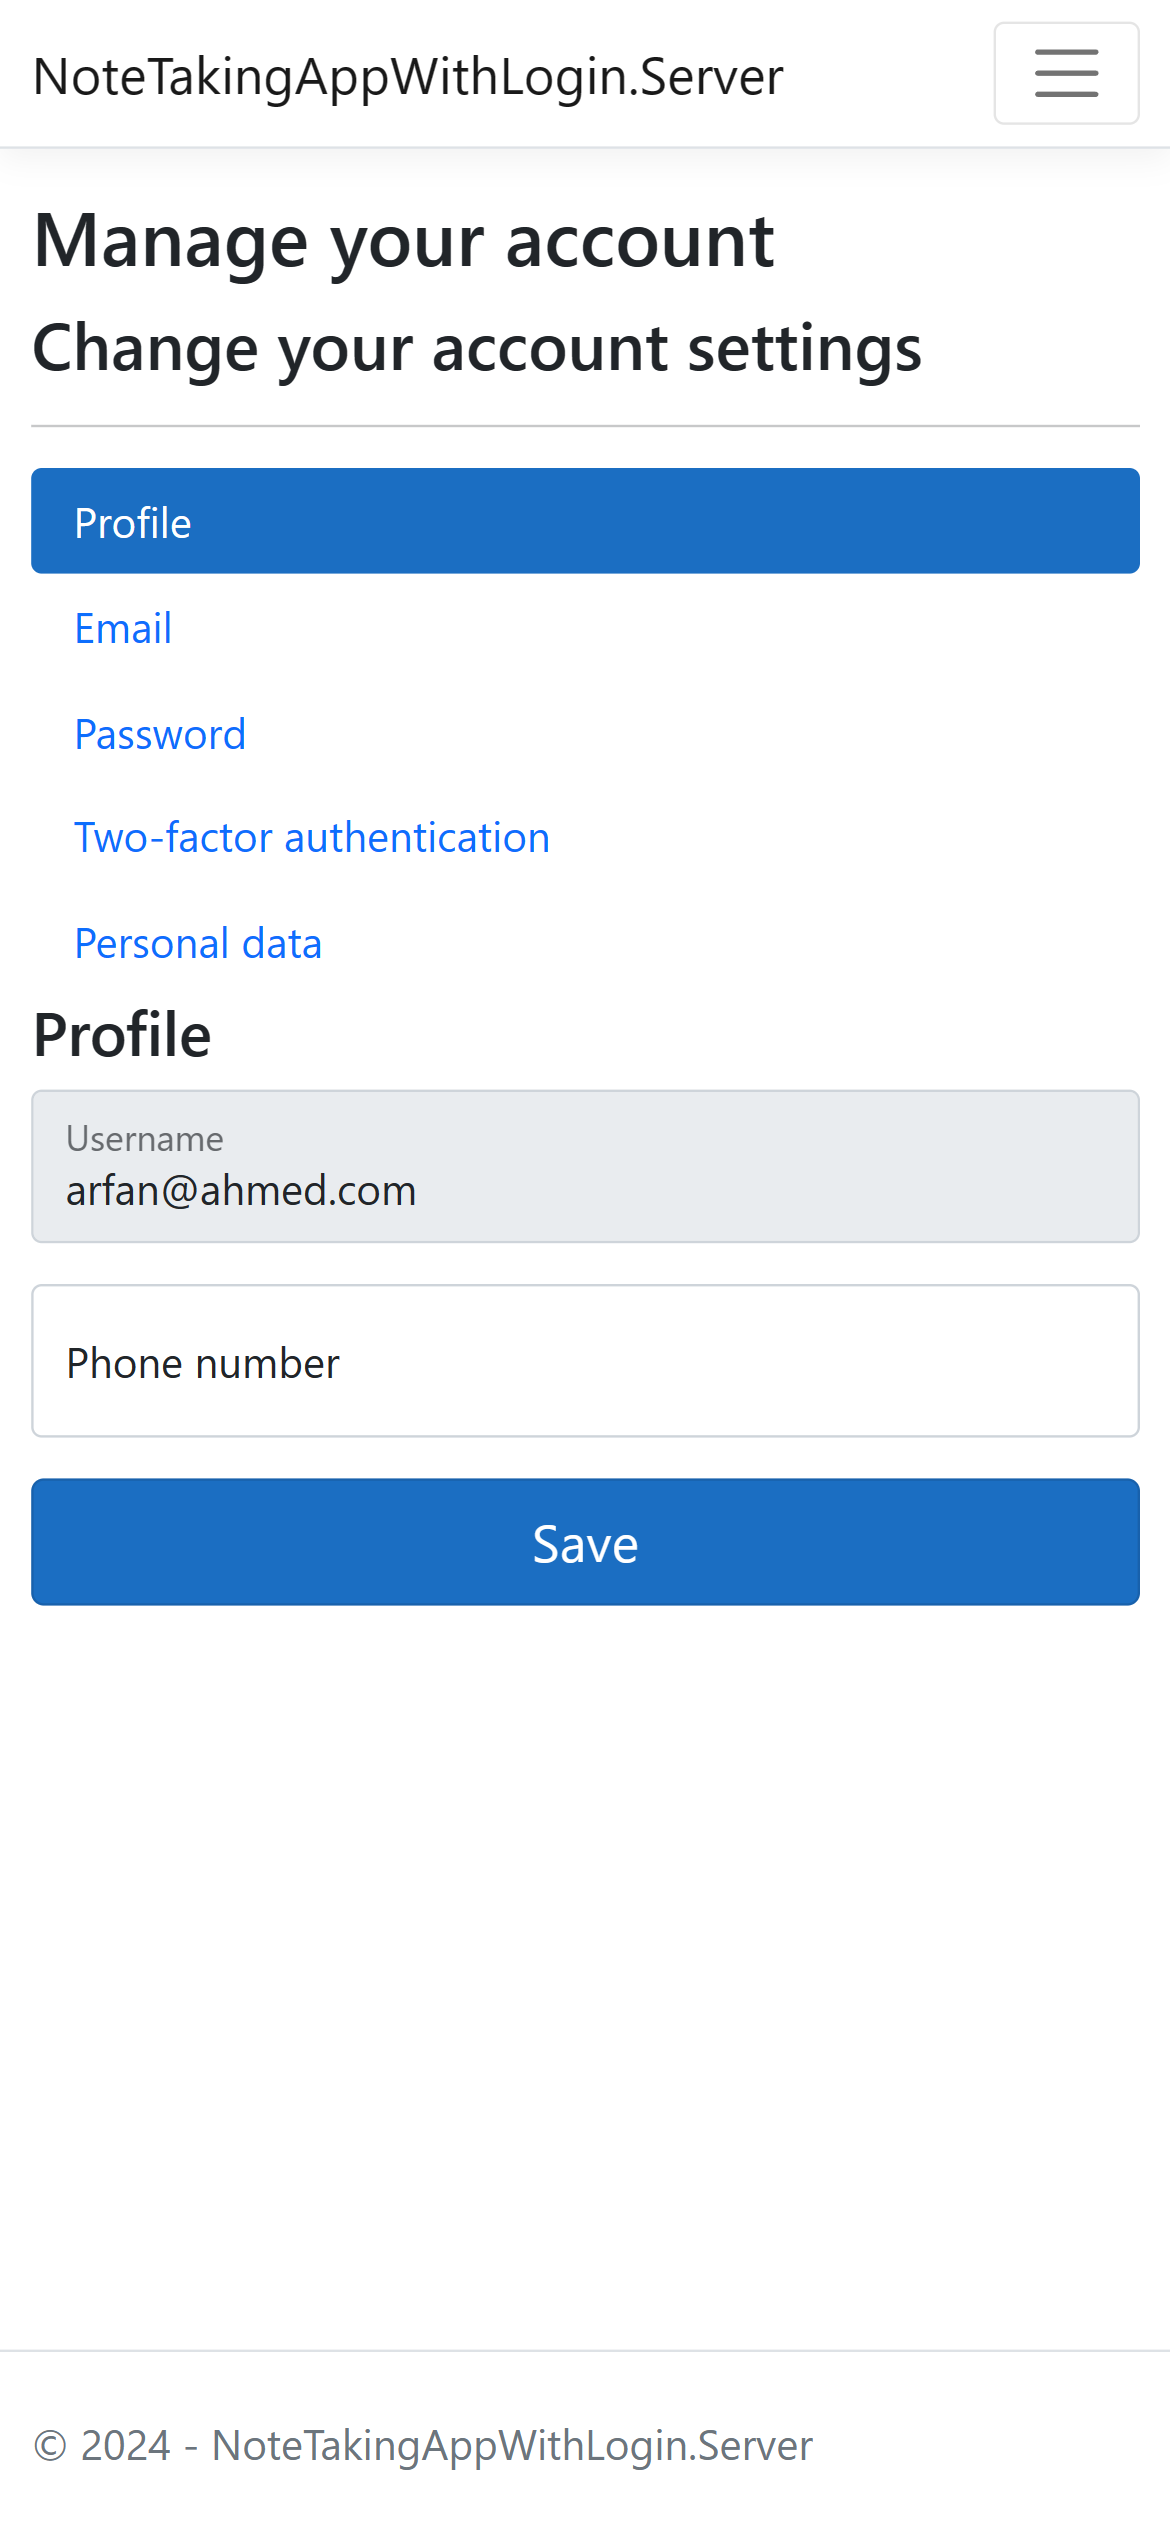 NoteTakingAppWithLogin.Server
Manage your account
Change your account settings
Profile
Email
Password
Two-factor authentication
Personal data
Profile
Username
arfan@ahmed.com
Phone number
Save
© 2024 - NoteTakingAppWithLogin.Server